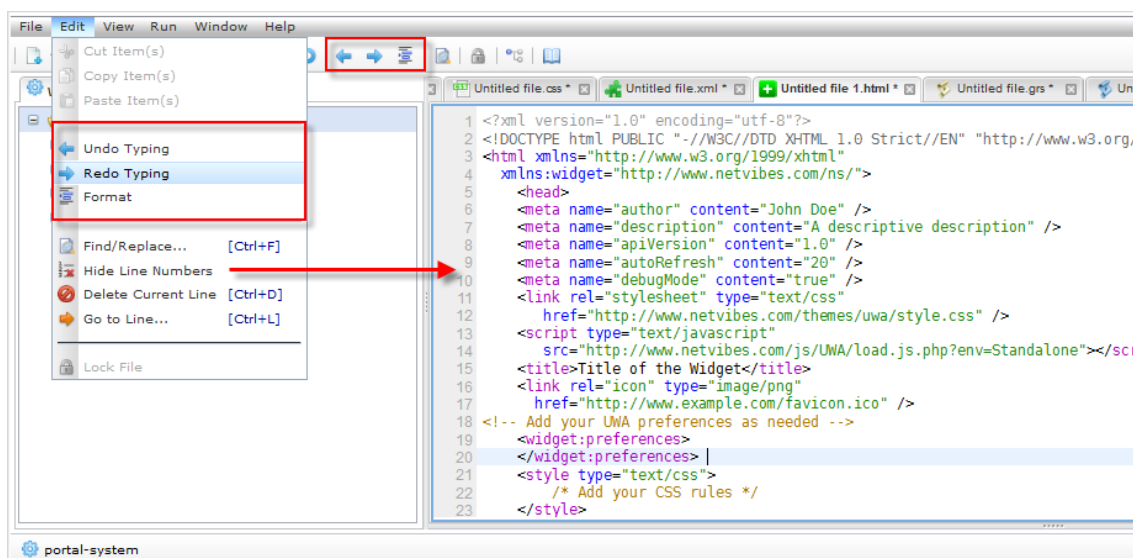 File Edit View Run Window Help
Cut Item(s)
Copy Item(s)
Paste Item(s)
Undo Typing
Redo Typing
Format
Find/Replace... [Ctrl+F]
Hide Line Numbers
Delete Current Line [Ctrl+D]
Go to Line... [Ctrl+L]
Lock File
Untitled file.css * Untitled file.xml * Untitled file 1.html * Untitled file.grs * Un
1 <?xml version="1.0" encoding="utf-8"?>
2 <!DOCTYPE html PUBLIC "-//W3C//DTD XHTML 1.0 Strict//EN" "http://www.w3.org/
3 <html xmlns="http://www.w3.org/1999/xhtml"
4 xmlns:widget="http://www.netvibes.com/ns/">
5 <head>
6 <meta name="author" content="John Doe" />
7 <meta name="description" content="A descriptive description" />
8 <meta name="apiVersion" content="1.0" />
9 <meta name="autoRefresh" content="20" />
10 <meta name="debugMode" content="true" />
11 <link rel="stylesheet" type="text/css"
12 href="http://www.netvibes.com/themes/uwa/style.css" />
13 <script type="text/javascript"
14 src="http://www.netvibes.com/js/UWA/load.js.php?env=Standalone"></scr
15 <title>Title of the Widget</title>
16 <link rel="icon" type="image/png"
17 href="http://www.example.com/favicon.ico" />
18 <!-- Add your UWA preferences as needed -->
19 <widget:preferences>
20 </widget:preferences>
21 <style type="text/css">
22 /* Add your CSS rules */
23 </style>
portal-system